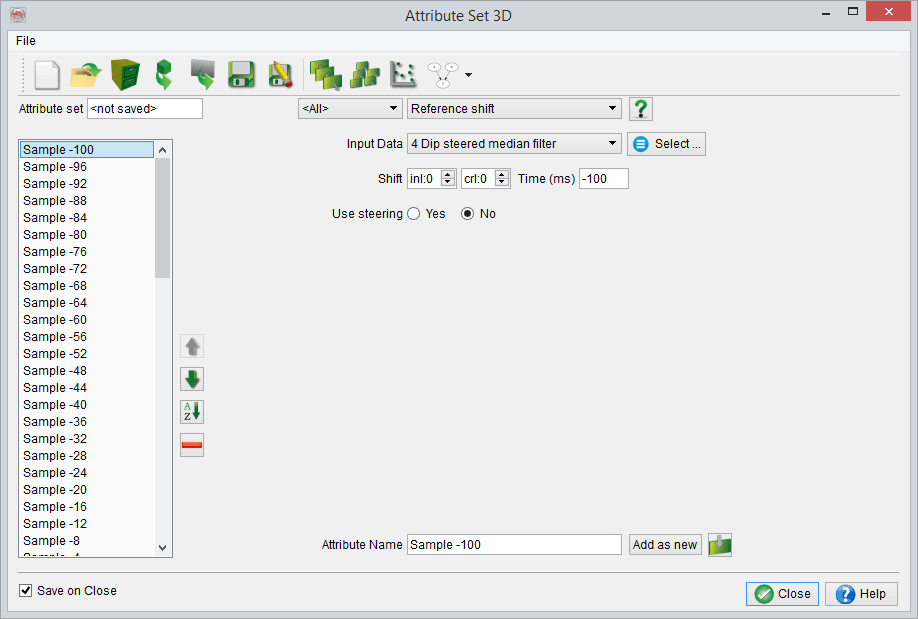 Attribute Set 3D
File
Attribute set <not saved> <All> Reference shift ?
Input Data 4 Dip steered median filter Select ...
Shift inl:0 crl:0 Time (ms) -100
Use steering Yes No
Sample -100
Sample -96
Sample -92
Sample -88
Sample -84
Sample -80
Sample -76
Sample -72
Sample -68
Sample -64
Sample -60
Sample -56
Sample -52
Sample -48
Sample -44
Sample -40
Sample -36
Sample -32
Sample -28
Sample -24
Sample -20
Sample -16
Sample -12
Sample -8
A
Z
Attribute Name Sample -100 Add as new
Save on Close
Close ? Help